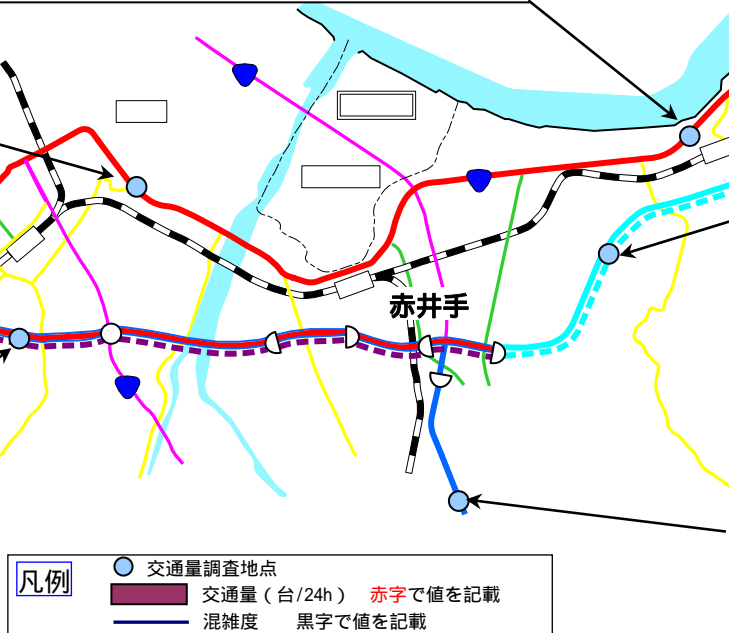 赤井手
凡例
交通量調査地点
交通量（台/24h） 赤字で値を記載
混雑度 黒字で値を記載